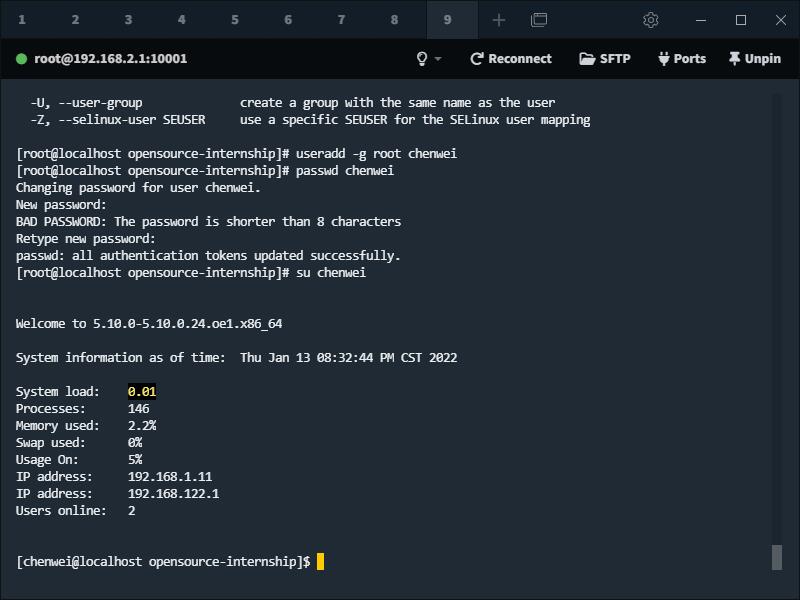 1 2 3 4 5 6 7 8 9
root@192.168.2.1:10001 Reconnect SFTP Ports Unpin
-U, --user-group create a group with the same name as the user
-Z, --selinux-user SEUSER use a specific SEUSER for the SELinux user mapping
[root@localhost opensource-internship]# useradd -g root chenwei
[root@localhost opensource-internship]# passwd chenwei
Changing password for user chenwei.
New password:
BAD PASSWORD: The password is shorter than 8 characters
Retype new password:
passwd: all authentication tokens updated successfully.
[root@localhost opensource-internship]# su chenwei
Welcome to 5.10.0-5.10.0.24.oe1.x86_64
System information as of time: Thu Jan 13 08:32:44 PM CST 2022
System load: 0.01
Processes: 146
Memory used: 2.2%
Swap used: 0%
Usage On: 5%
IP address: 192.168.1.11
IP address: 192.168.122.1
Users online: 2
[chenwei@localhost opensource-internship]$